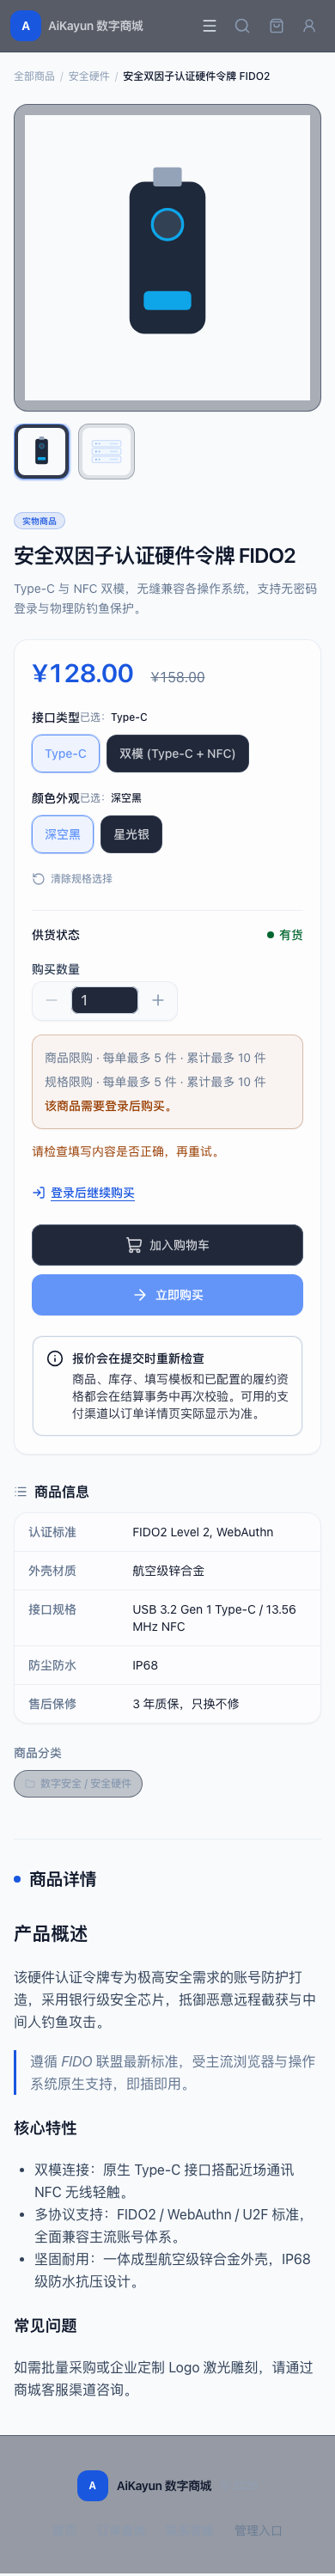 A AiKayun 数字商城
全部商品 / 安全硬件 / 安全双因子认证硬件令牌 FIDO2
实物商品
安全双因子认证硬件令牌 FIDO2
Type-C 与 NFC 双模，无缝兼容各操作系统，支持无密码
登录与物理防钓鱼保护。
¥128.00 ¥158.00
接口类型已选：Type-C
Type-C 双模 (Type-C + NFC)
颜色外观已选：深空黑
深空黑 星光银
清除规格选择
供货状态 有货
购买数量
1
商品限购 · 每单最多 5 件 · 累计最多 10 件
规格限购 · 每单最多 5 件 · 累计最多 10 件
该商品需要登录后购买。
请检查填写内容是否正确，再重试。
登录后继续购买
加入购物车
立即购买
报价会在提交时重新检查
商品、库存、填写模板和已配置的履约资
格都会在结算事务中再次校验。可用的支
付渠道以订单详情页实际显示为准。
商品信息
认证标准 FIDO2 Level 2, WebAuthn
外壳材质 航空级锌合金
接口规格 USB 3.2 Gen 1 Type-C / 13.56
MHz NFC
防尘防水 IP68
售后保修 3 年质保，只换不修
商品分类
数字安全 / 安全硬件
商品详情
产品概述
该硬件认证令牌专为极高安全需求的账号防护打
造，采用银行级安全芯片，抵御恶意远程截获与中
间人钓鱼攻击。
遵循 FIDO 联盟最新标准，受主流浏览器与操作
系统原生支持，即插即用。
核心特性
双模连接：原生 Type-C 接口搭配近场通讯
NFC 无线轻触。
多协议支持：FIDO2 / WebAuthn / U2F 标准，
全面兼容主流账号体系。
坚固耐用：一体成型航空级锌合金外壳，IP68
级防水抗压设计。
常见问题
如需批量采购或企业定制 Logo 激光雕刻，请通过
商城客服渠道咨询。
A AiKayun 数字商城
管理入口